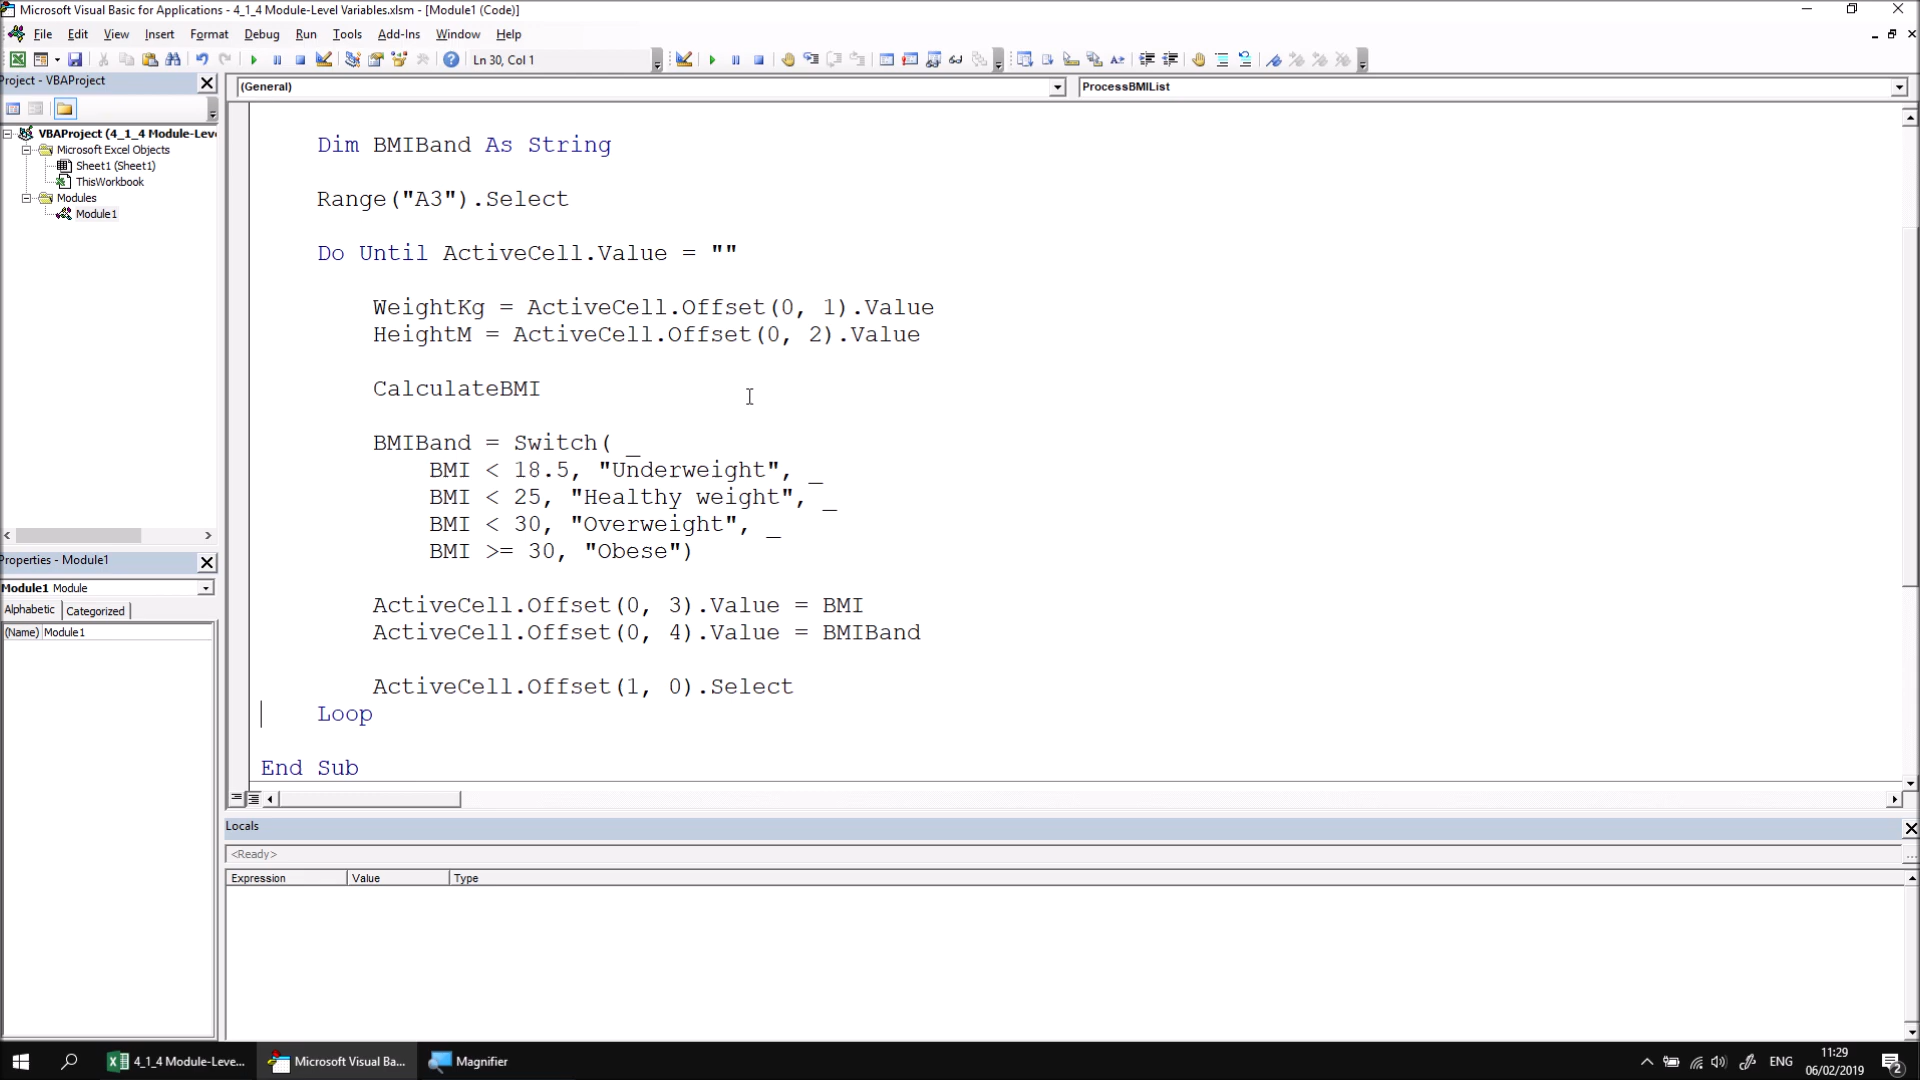 Microsoft Visual Basic for Applications - 4_1_4 Module-Level Variables.xlsm - [Module1 (Code)]
File Edit View Insert Format Debug Run Tools Add-Ins Window Help
Ln 30, Col 1
Project - VBAProject
(General)
ProcessBMIList
VBAProject (4_1_4 Module-Lev
Microsoft Excel Objects
Sheet1 (Sheet1)
ThisWorkbook
Modules
Module1
Dim BMIBand As String
Range("A3").Select
Do Until ActiveCell.Value = ""
WeightKg = ActiveCell.Offset(0, 1).Value
HeightM = ActiveCell.Offset(0, 2).Value
CalculateBMI
BMIBand = Switch( _
BMI < 18.5, "Underweight", _
BMI < 25, "Healthy weight", _
BMI < 30, "Overweight", _
BMI >= 30, "Obese")
ActiveCell.Offset(0, 3).Value = BMI
ActiveCell.Offset(0, 4).Value = BMIBand
ActiveCell.Offset(1, 0).Select
Loop
End Sub
Properties - Module1
Module1 Module
Alphabetic Categorized
(Name) Module1
Locals
<Ready>
Expression Value Type
4_1_4 Module-Leve...
Microsoft Visual Ba...
Magnifier
ENG
11:29
06/02/2019
2